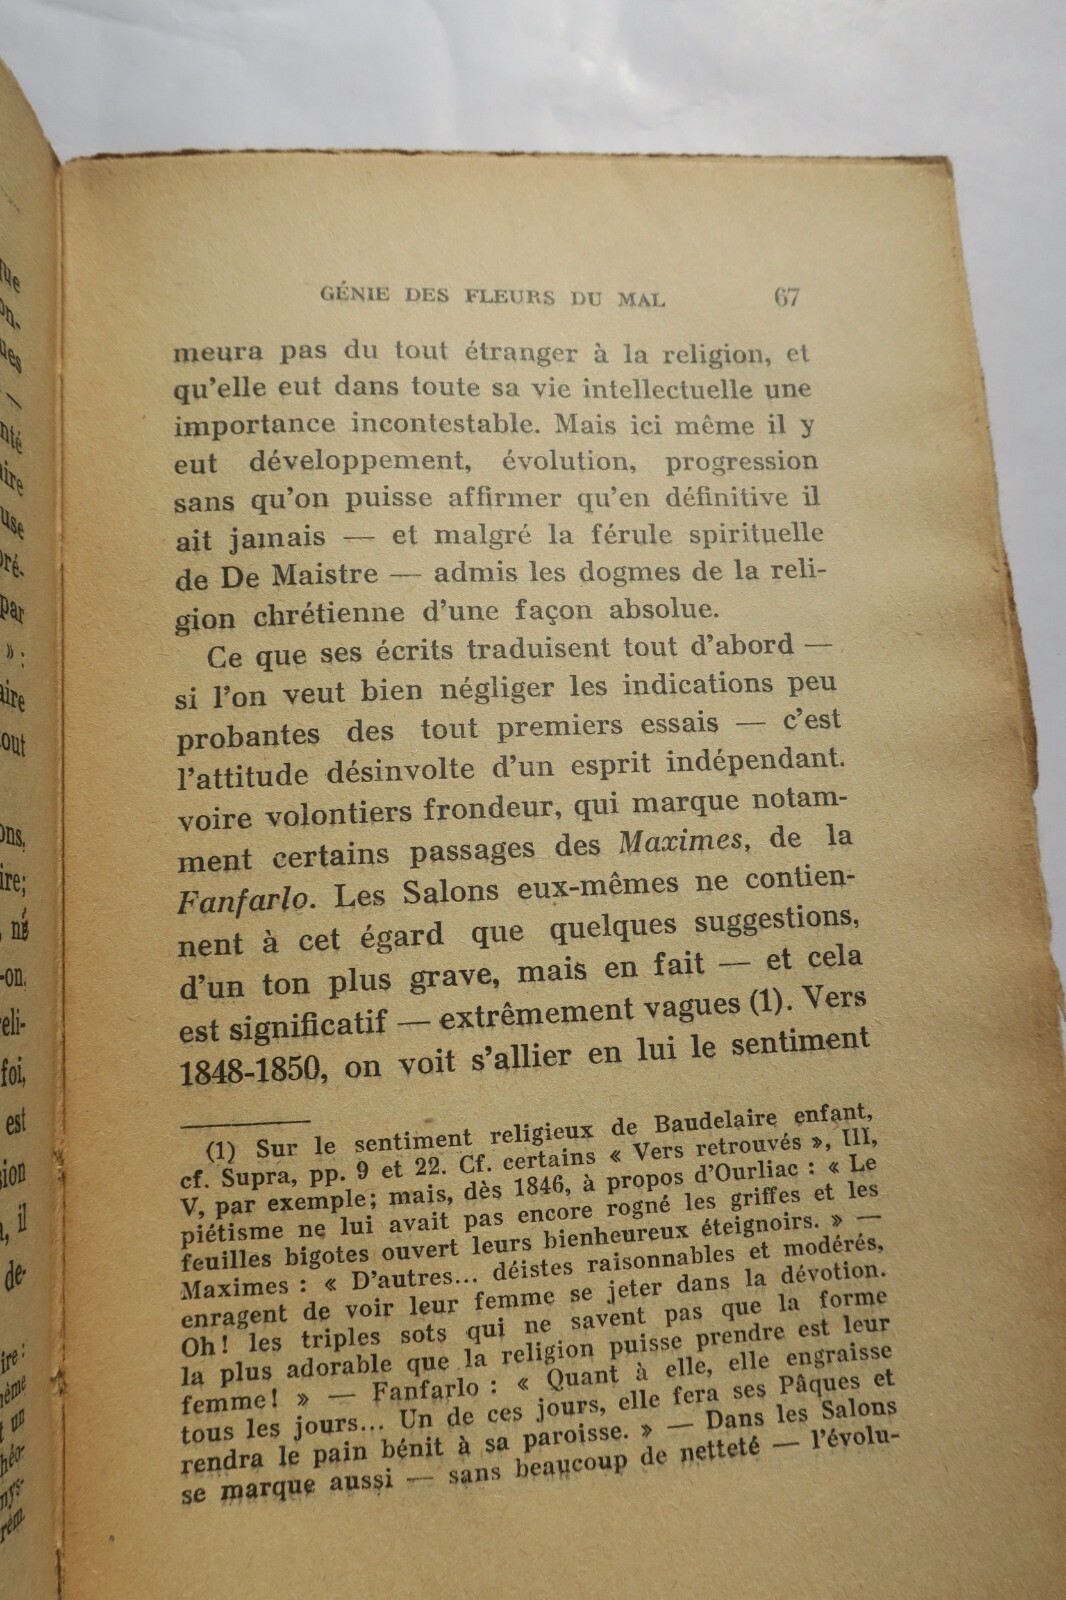 GÉNIE DES FLEURS DU MAL 67
meura pas du tout étranger à la religion, et
qu'elle eut dans toute sa vie intellectuelle une
importance incontestable. Mais ici même il y
eut développement, évolution, progression
sans qu'on puisse affirmer qu'en définitive il
ait jamais — et malgré la férule spirituelle
de De Maistre — admis les dogmes de la reli-
gion chrétienne d'une façon absolue.
Ce que ses écrits traduisent tout d'abord —
si l'on veut bien négliger les indications peu
probantes des tout premiers essais — c'est
l'attitude désinvolte d'un esprit indépendant.
voire volontiers frondeur, qui marque notam-
ment certains passages des Maximes, de la
Fanfarlo. Les Salons eux-mêmes ne contien-
nent à cet égard que quelques suggestions,
d'un ton plus grave, mais en fait — et cela
est significatif — extrêmement vagues (1). Vers
1848-1850, on voit s'allier en lui le sentiment
(1) Sur le sentiment religieux de Baudelaire enfant,
cf. Supra, pp. 9 et 22. Cf. certains « Vers retrouvés », III,
V, par exemple; mais, dès 1846, à propos d'Ourliac : « Le
piétisme ne lui avait pas encore rogné les griffes et les
feuilles bigotes ouvert leurs bienheureux éteignoirs. » —
Maximes : « D'autres... déistes raisonnables et modérés,
enragent de voir leur femme se jeter dans la dévotion.
Oh! les triples sots qui ne savent pas que la forme
la plus adorable que la religion puisse prendre est leur
femme! » — Fanfarlo : « Quant à elle, elle engraisse
tous les jours... Un de ces jours, elle fera ses Pâques et
rendra le pain bénit à sa paroisse. » — Dans les Salons
se marque aussi — sans beaucoup de netteté — l'évolu-